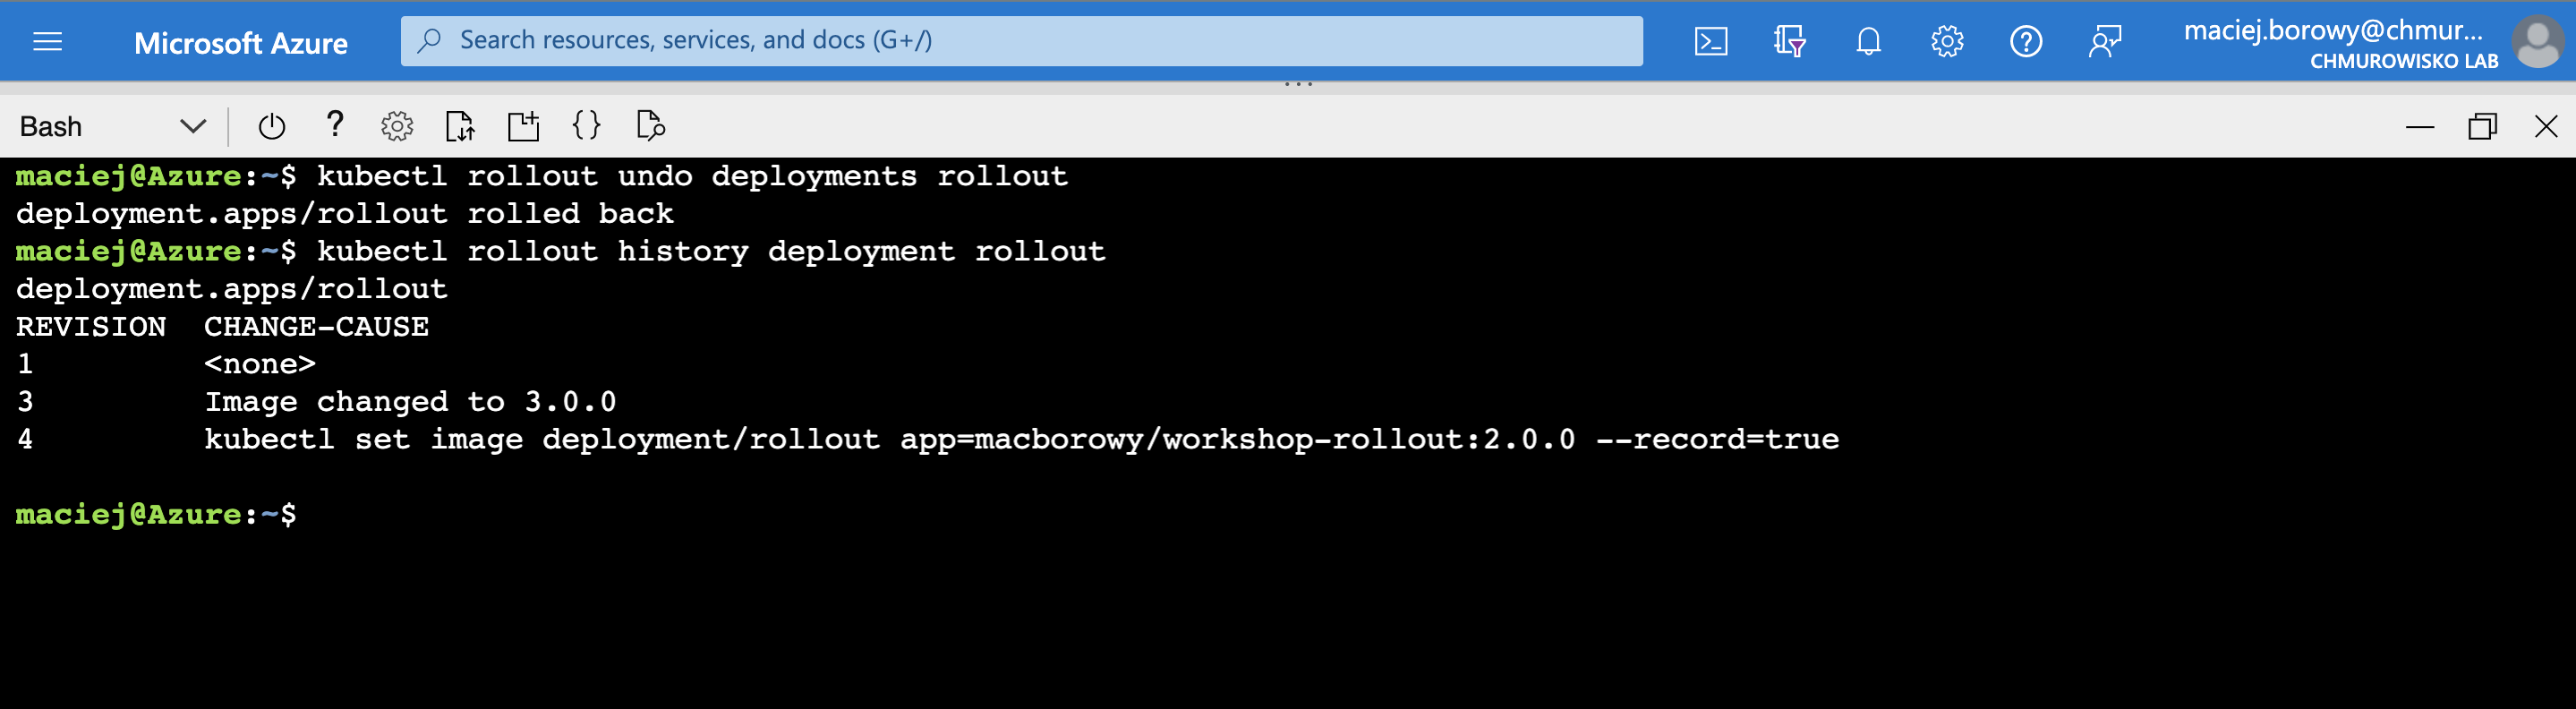 Microsoft Azure
Search resources, services, and docs (G+/)
maciej.borowy@chmur...
CHMUROWISKO LAB
Bash
maciej@Azure:~$ kubectl rollout undo deployments rollout
deployment.apps/rollout rolled back
maciej@Azure:~$ kubectl rollout history deployment rollout
deployment.apps/rollout
REVISION  CHANGE-CAUSE
1         <none>
3         Image changed to 3.0.0
4         kubectl set image deployment/rollout app=macborowy/workshop-rollout:2.0.0 --record=true
maciej@Azure:~$